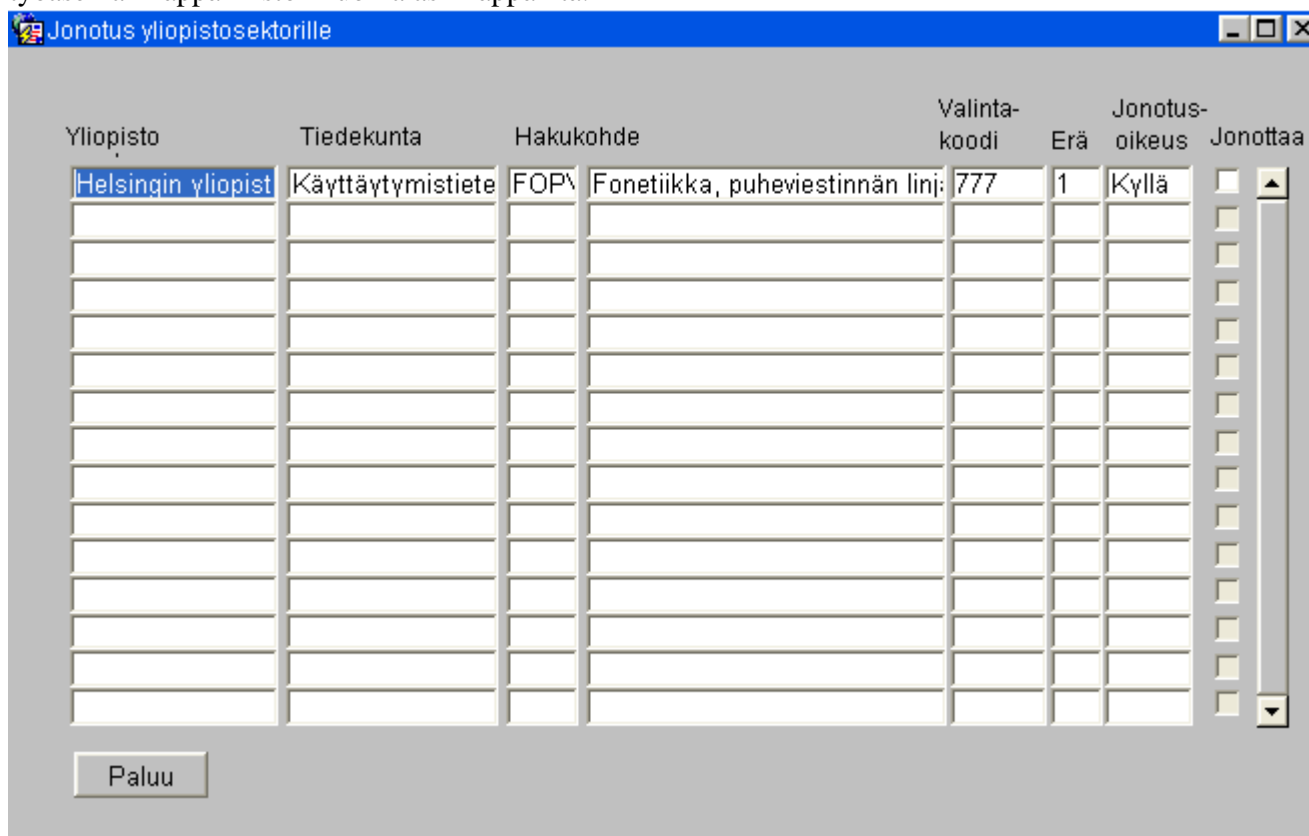 Jonotus yliopistosektorille
Valinta- Jonotus-
Yliopisto Tiedekunta Hakukohde koodi Erä oikeus Jonottaa
Helsingin yliopist Käyttäytymistiete FOPV Fonetiikka, puheviestinnän linj 777 1 Kyllä
Paluu